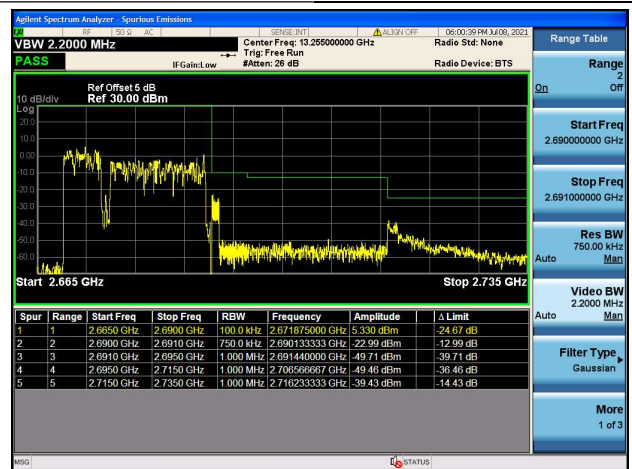 Agilent Spectrum Analyzer - Spurious Emissions
RF 50 Ω AC SENSE:INT ALIGN OFF 06:00:39 PM Jul 08, 2021
VBW 2.2000 MHz
Center Freq: 13.255000000 GHz
Radio Std: None
Trig: Free Run
PASS
IFGain:Low
#Atten: 26 dB
Radio Device: BTS
Ref Offset 5 dB
10 dB/div Ref 30.00 dBm
Log
20.0
10.0
0.00
-10.0
-20.0
-30.0
-40.0
-50.0
-60.0
Start 2.665 GHz Stop 2.735 GHz
Spur Range Start Freq Stop Freq RBW Frequency Amplitude Δ Limit
1 1 2.6650 GHz 2.6900 GHz 100.0 kHz 2.671875000 GHz 5.330 dBm -24.67 dB
2 2 2.6900 GHz 2.6910 GHz 750.0 kHz 2.690133333 GHz -22.99 dBm -12.99 dB
3 3 2.6910 GHz 2.6950 GHz 1.000 MHz 2.691440000 GHz -49.71 dBm -39.71 dB
4 4 2.6950 GHz 2.7150 GHz 1.000 MHz 2.706566667 GHz -49.46 dBm -36.46 dB
5 5 2.7150 GHz 2.7350 GHz 1.000 MHz 2.716233333 GHz -39.43 dBm -14.43 dB
Range Table
Range
2
On Off
Start Freq
2.690000000 GHz
Stop Freq
2.691000000 GHz
Res BW
750.00 kHz
Auto Man
Video BW
2.2000 MHz
Auto Man
Filter Type
Gaussian
More
1 of 3
MSG STATUS